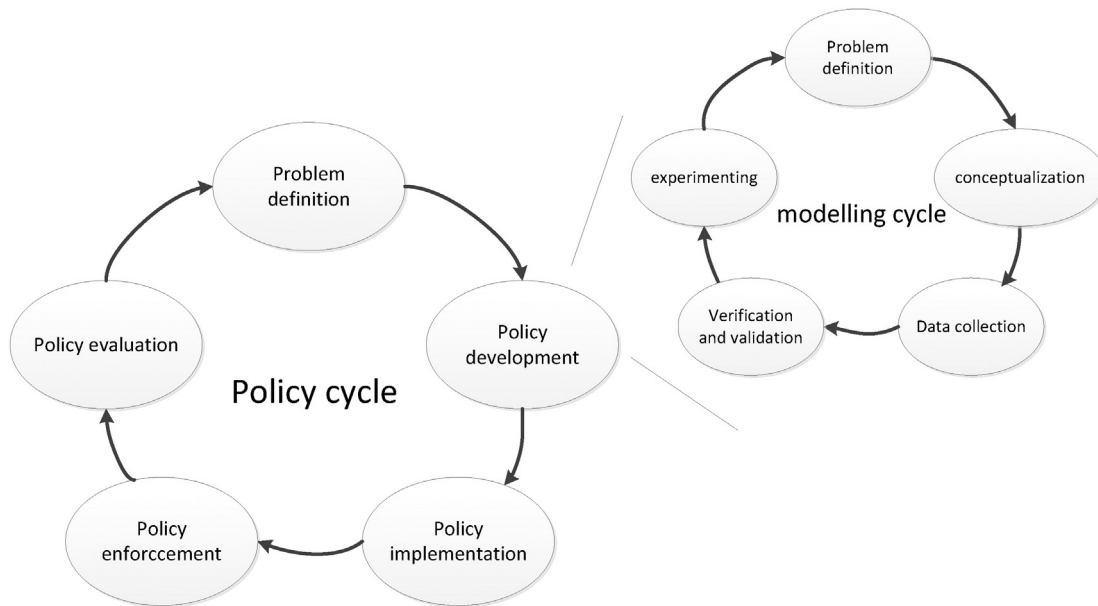 Problem
definition
Policy
development
Policy
implementation
Policy
enforccement
Policy evaluation
Policy cycle
Problem
definition
conceptualization
Data collection
Verification
and validation
experimenting
modelling cycle